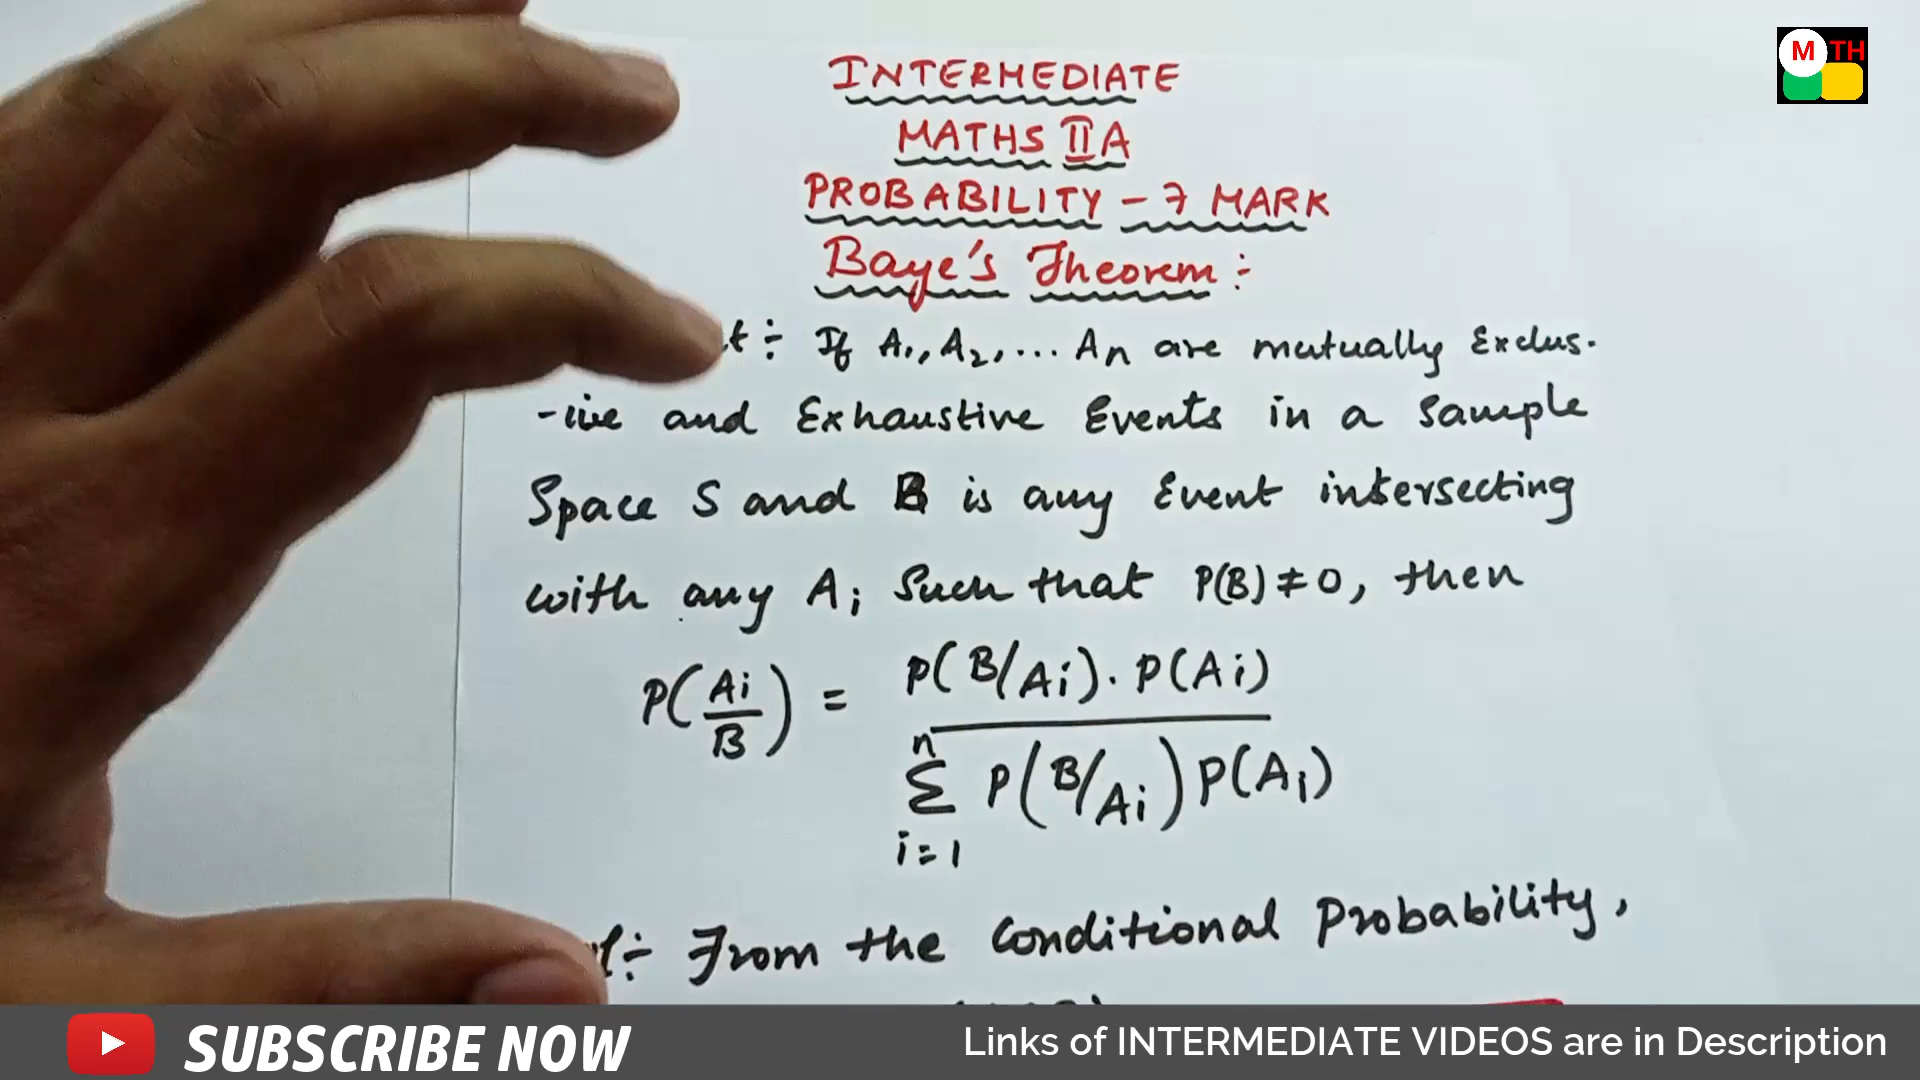 INTERMEDIATE
M TH
MATHS IIA
PROBABILITY - 7 MARK
Baye's Theorem :-
If A1, A2, ... An are mutually Exclus-
-ive and Exhaustive Events in a Sample
Space S and B is any Event intersecting
with any Ai Such that P(B) ≠ 0, then
P(Ai/B) = P(B/Ai). P(Ai) / n Σ i=1 P(B/Ai) P(Ai)
From the Conditional Probability,
SUBSCRIBE NOW
Links of INTERMEDIATE VIDEOS are in Description